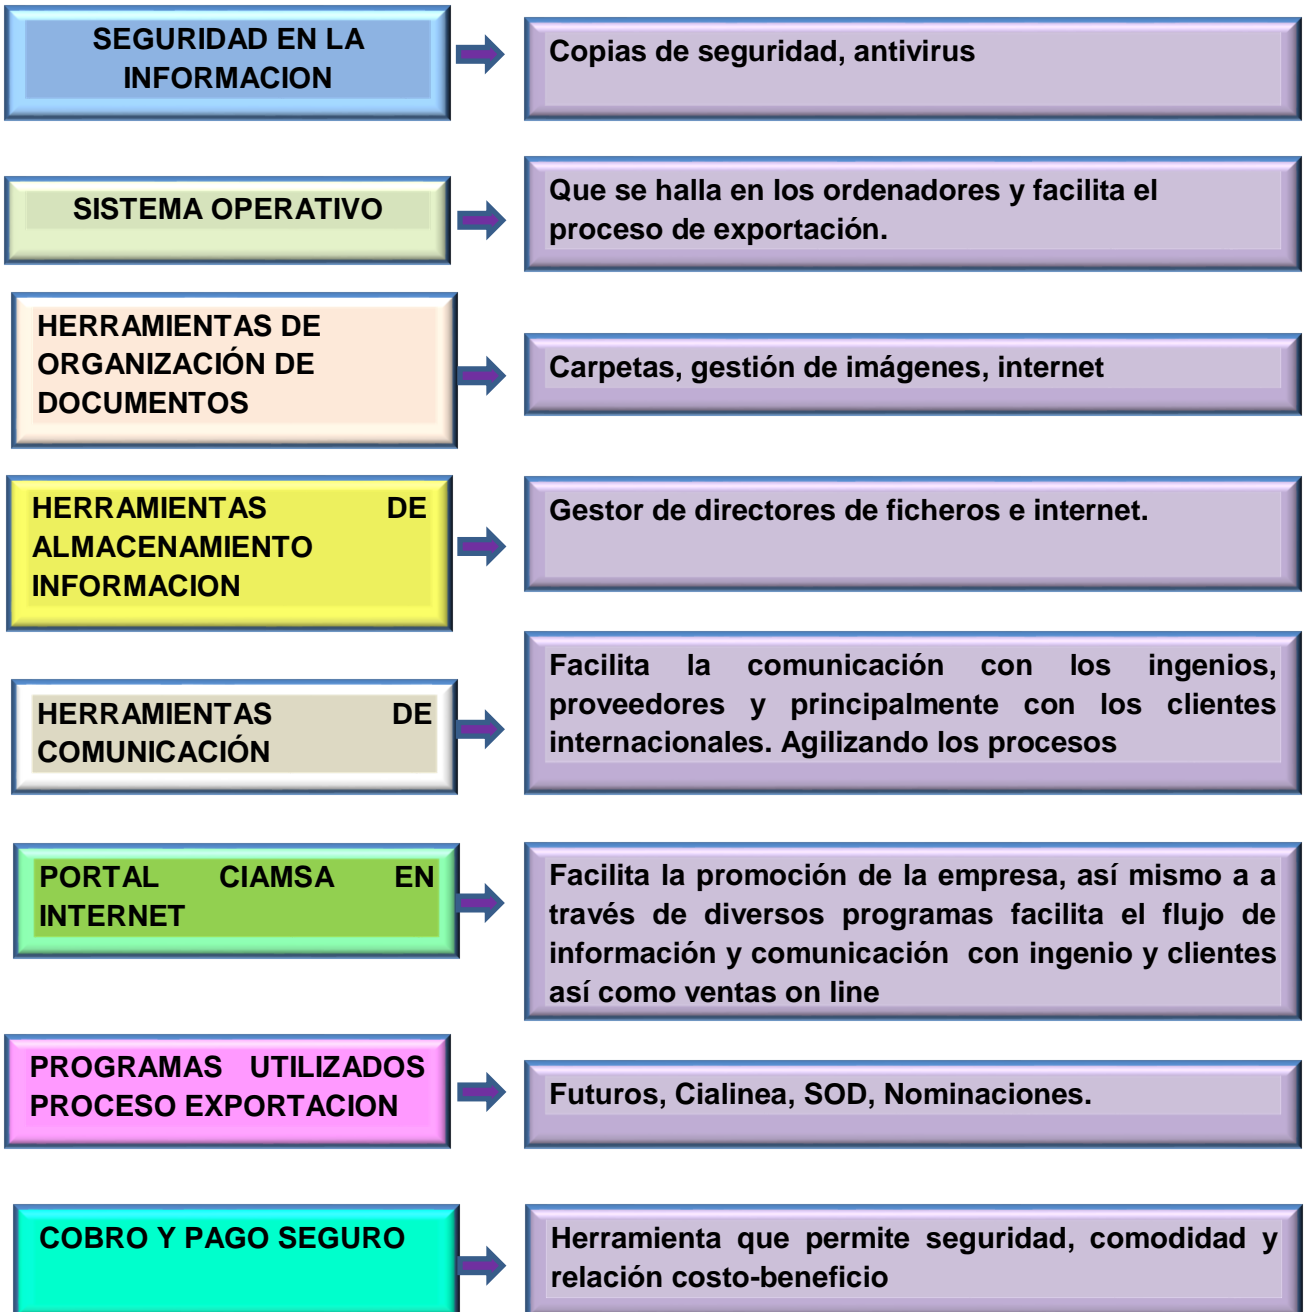 SEGURIDAD EN LA
INFORMACION
Copias de seguridad, antivirus
SISTEMA OPERATIVO
Que se halla en los ordenadores y facilita el
proceso de exportación.
HERRAMIENTAS DE
ORGANIZACIÓN DE
DOCUMENTOS
Carpetas, gestión de imágenes, internet
HERRAMIENTAS DE
ALMACENAMIENTO
INFORMACION
Gestor de directores de ficheros e internet.
HERRAMIENTAS DE
COMUNICACIÓN
Facilita la comunicación con los ingenios,
proveedores y principalmente con los clientes
internacionales. Agilizando los procesos
PORTAL CIAMSA EN
INTERNET
Facilita la promoción de la empresa, así mismo a a
través de diversos programas facilita el flujo de
información y comunicación con ingenio y clientes
así como ventas on line
PROGRAMAS UTILIZADOS
PROCESO EXPORTACION
Futuros, Cialinea, SOD, Nominaciones.
COBRO Y PAGO SEGURO
Herramienta que permite seguridad, comodidad y
relación costo-beneficio